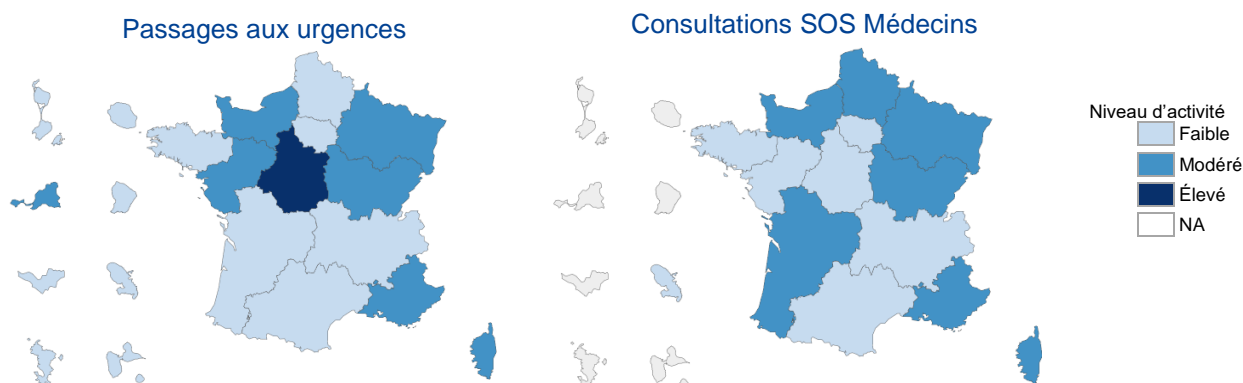 Passages aux urgences
Consultations SOS Médecins
Niveau d'activité
Faible
Modéré
Élevé
NA